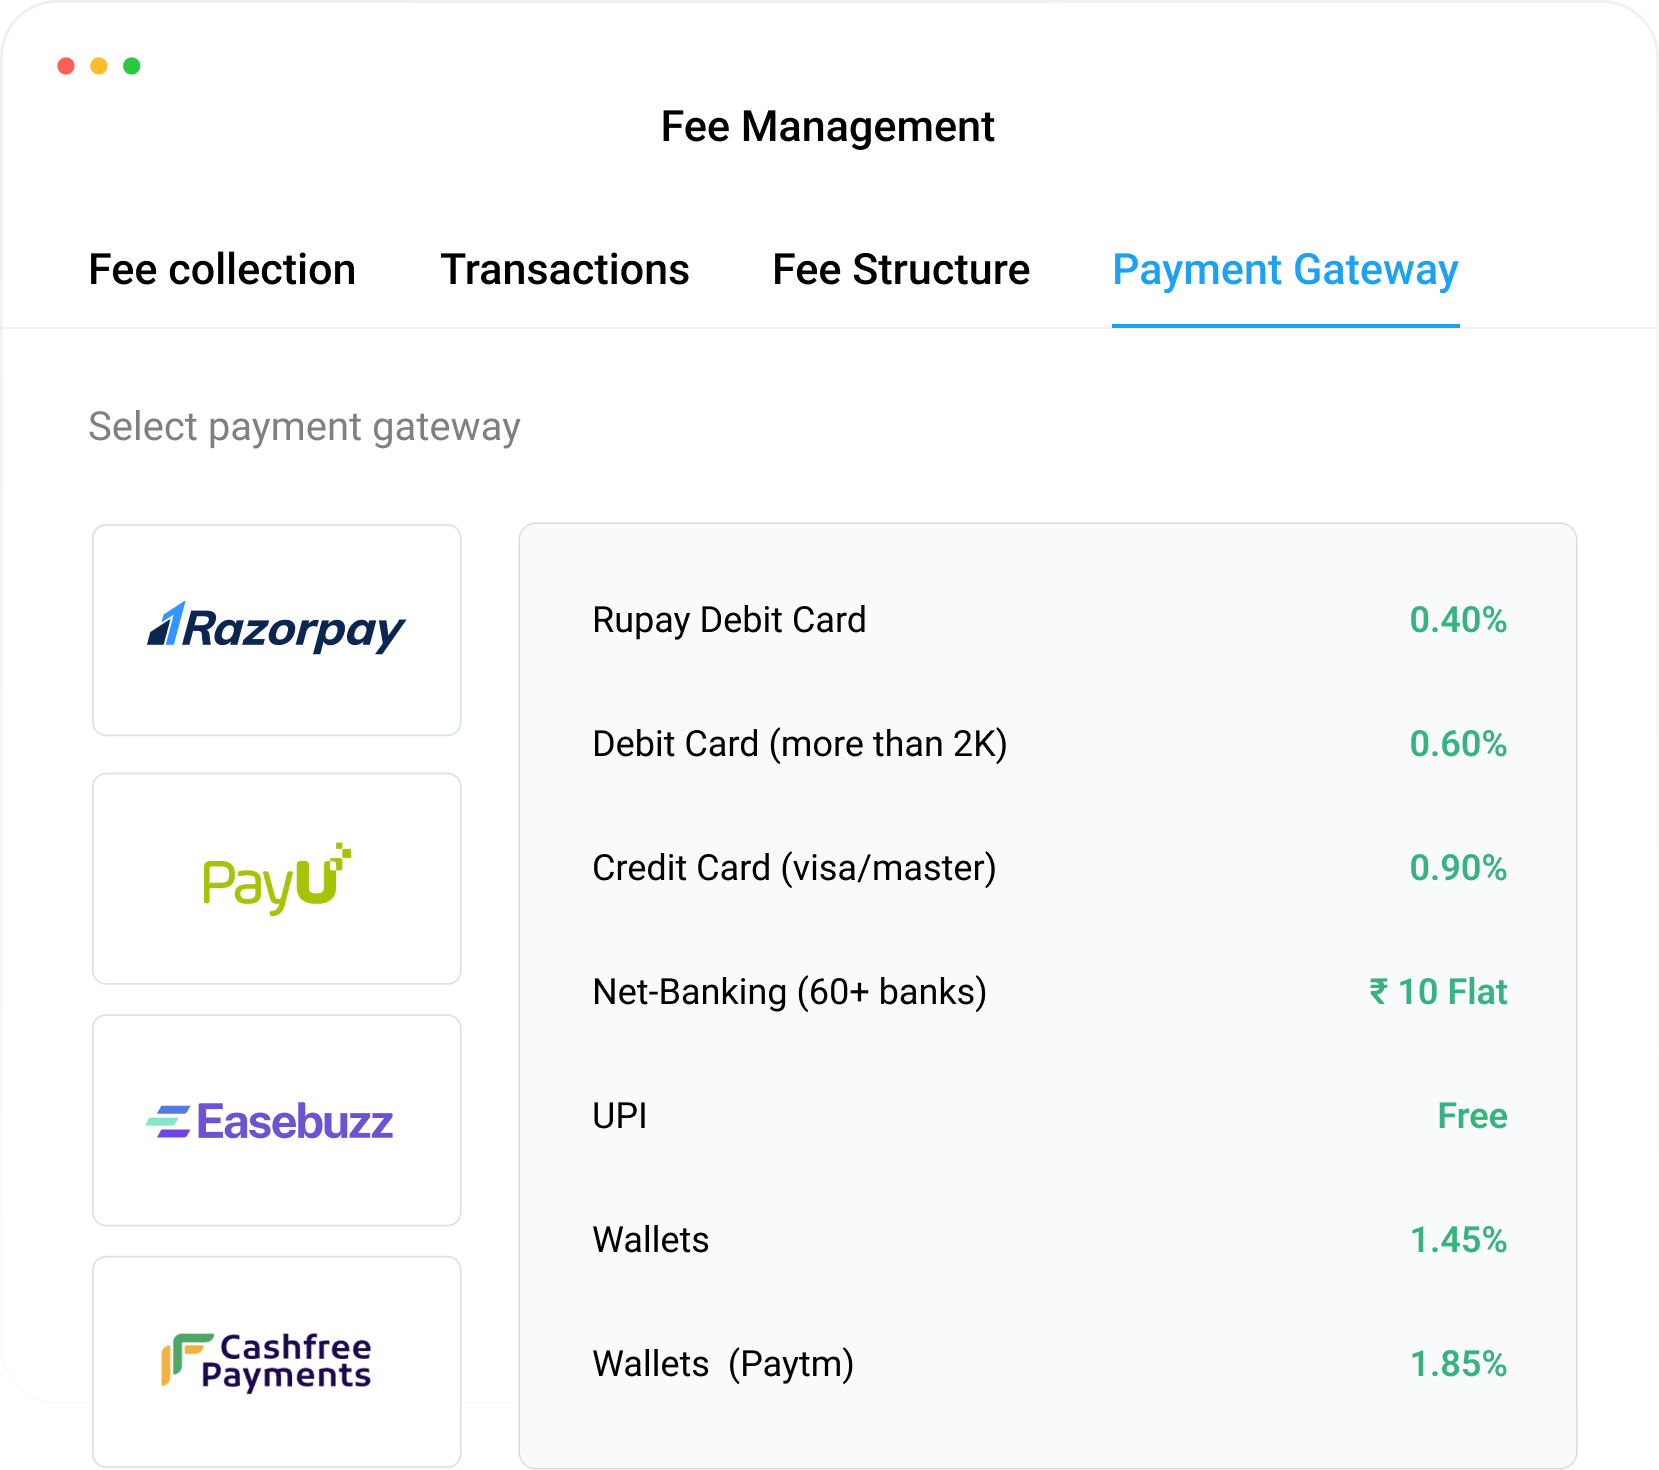 Fee Management
Fee collection
Transactions
Fee Structure
Payment Gateway
Select payment gateway
Razorpay
PayU
Easebuzz
Cashfree
Payments
Rupay Debit Card 0.40%
Debit Card (more than 2K) 0.60%
Credit Card (visa/master) 0.90%
Net-Banking (60+ banks) ₹ 10 Flat
UPI Free
Wallets 1.45%
Wallets (Paytm) 1.85%